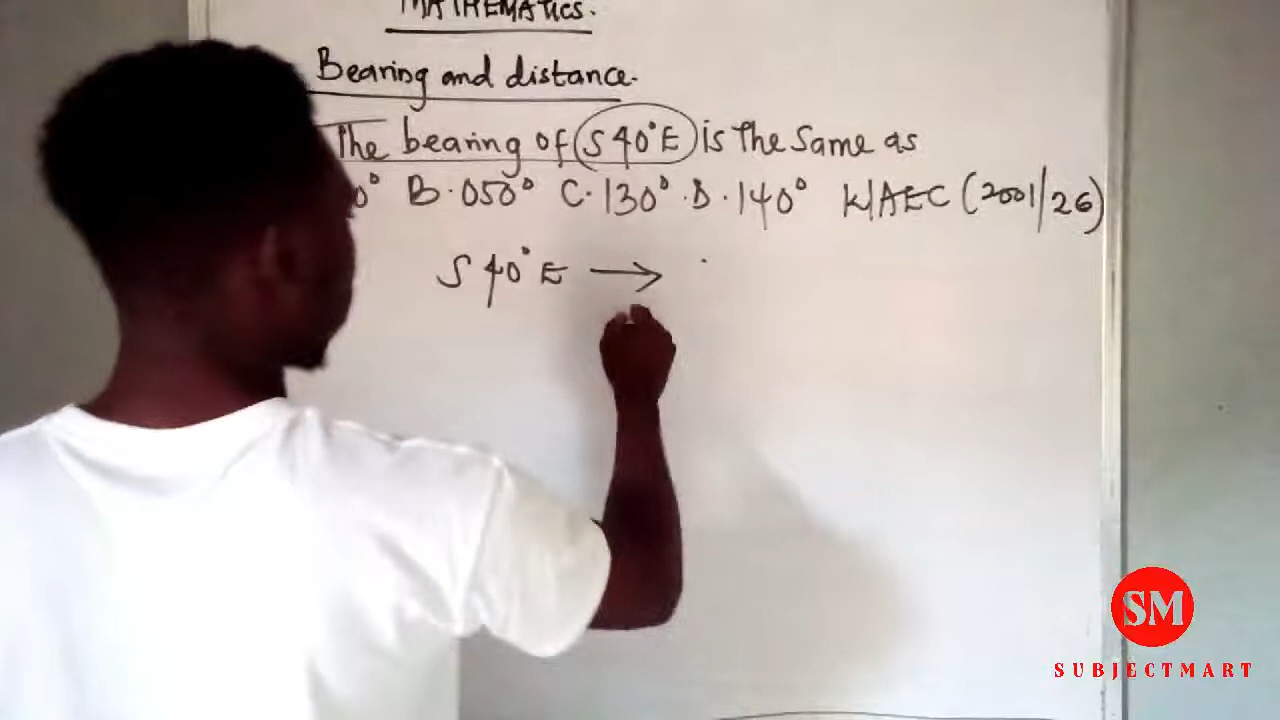 MATHEMATICS.
Bearing and distance.
The bearing of S 40° E is the same as
0° B. 050° C. 130° . D. 140° WAEC (2001/26)
S 40° E →
SM
SUBJECTMART